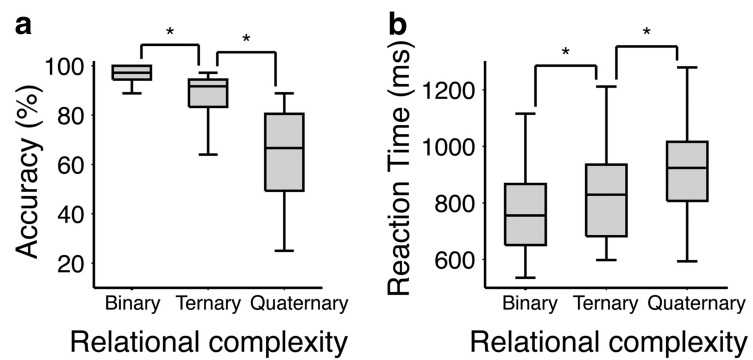 a
*
*
100
80
60
40
20
Accuracy (%)
Binary Ternary Quaternary
Relational complexity
b
*
*
1200
1000
800
600
Reaction Time (ms)
Binary Ternary Quaternary
Relational complexity